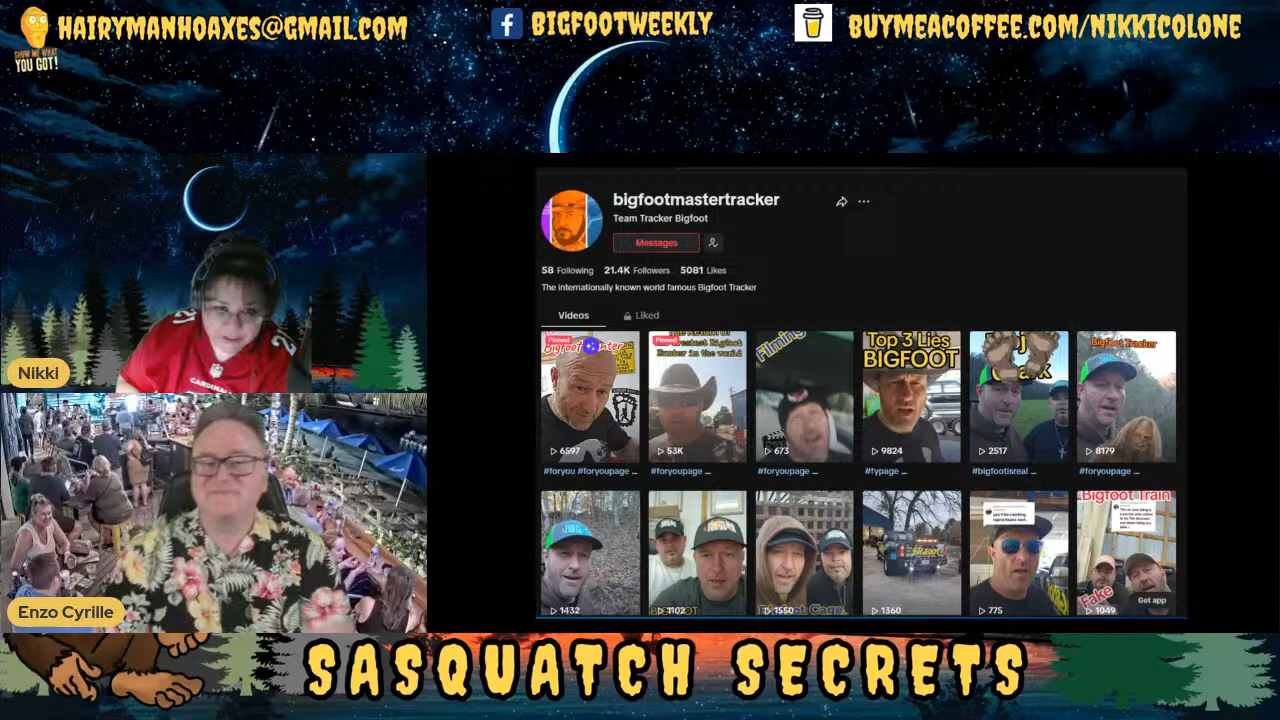 HAIRYMANHOAXES@GMAIL.COM
BIGFOOTWEEKLY
BUYMEACOFFEE.COM/NIKKICOLONE
SHOW ME WHAT
YOU GOT!
bigfootmastertracker
Team Tracker Bigfoot
Messages
58 Following 21.4K Followers 5081 Likes
The internationally known world famous Bigfoot Tracker
Videos
Liked
Pinned
6597
Pinned
53K
Filming
673
Top 3 Lies
BIGFOOT
9824
2517
Bigfoot Tracker
8179
#foryou #foryoupage ...
#foryoupage ...
#foryoupage ...
#fypage ...
#bigfootisreal ...
#foryoupage ...
1432
1102
1550
BIGFOOT
1360
775
Bigfoot Train
Fake
1049
Get app
Nikki
21
CARDINALS
Enzo Cyrille
SASQUATCH SECRETS